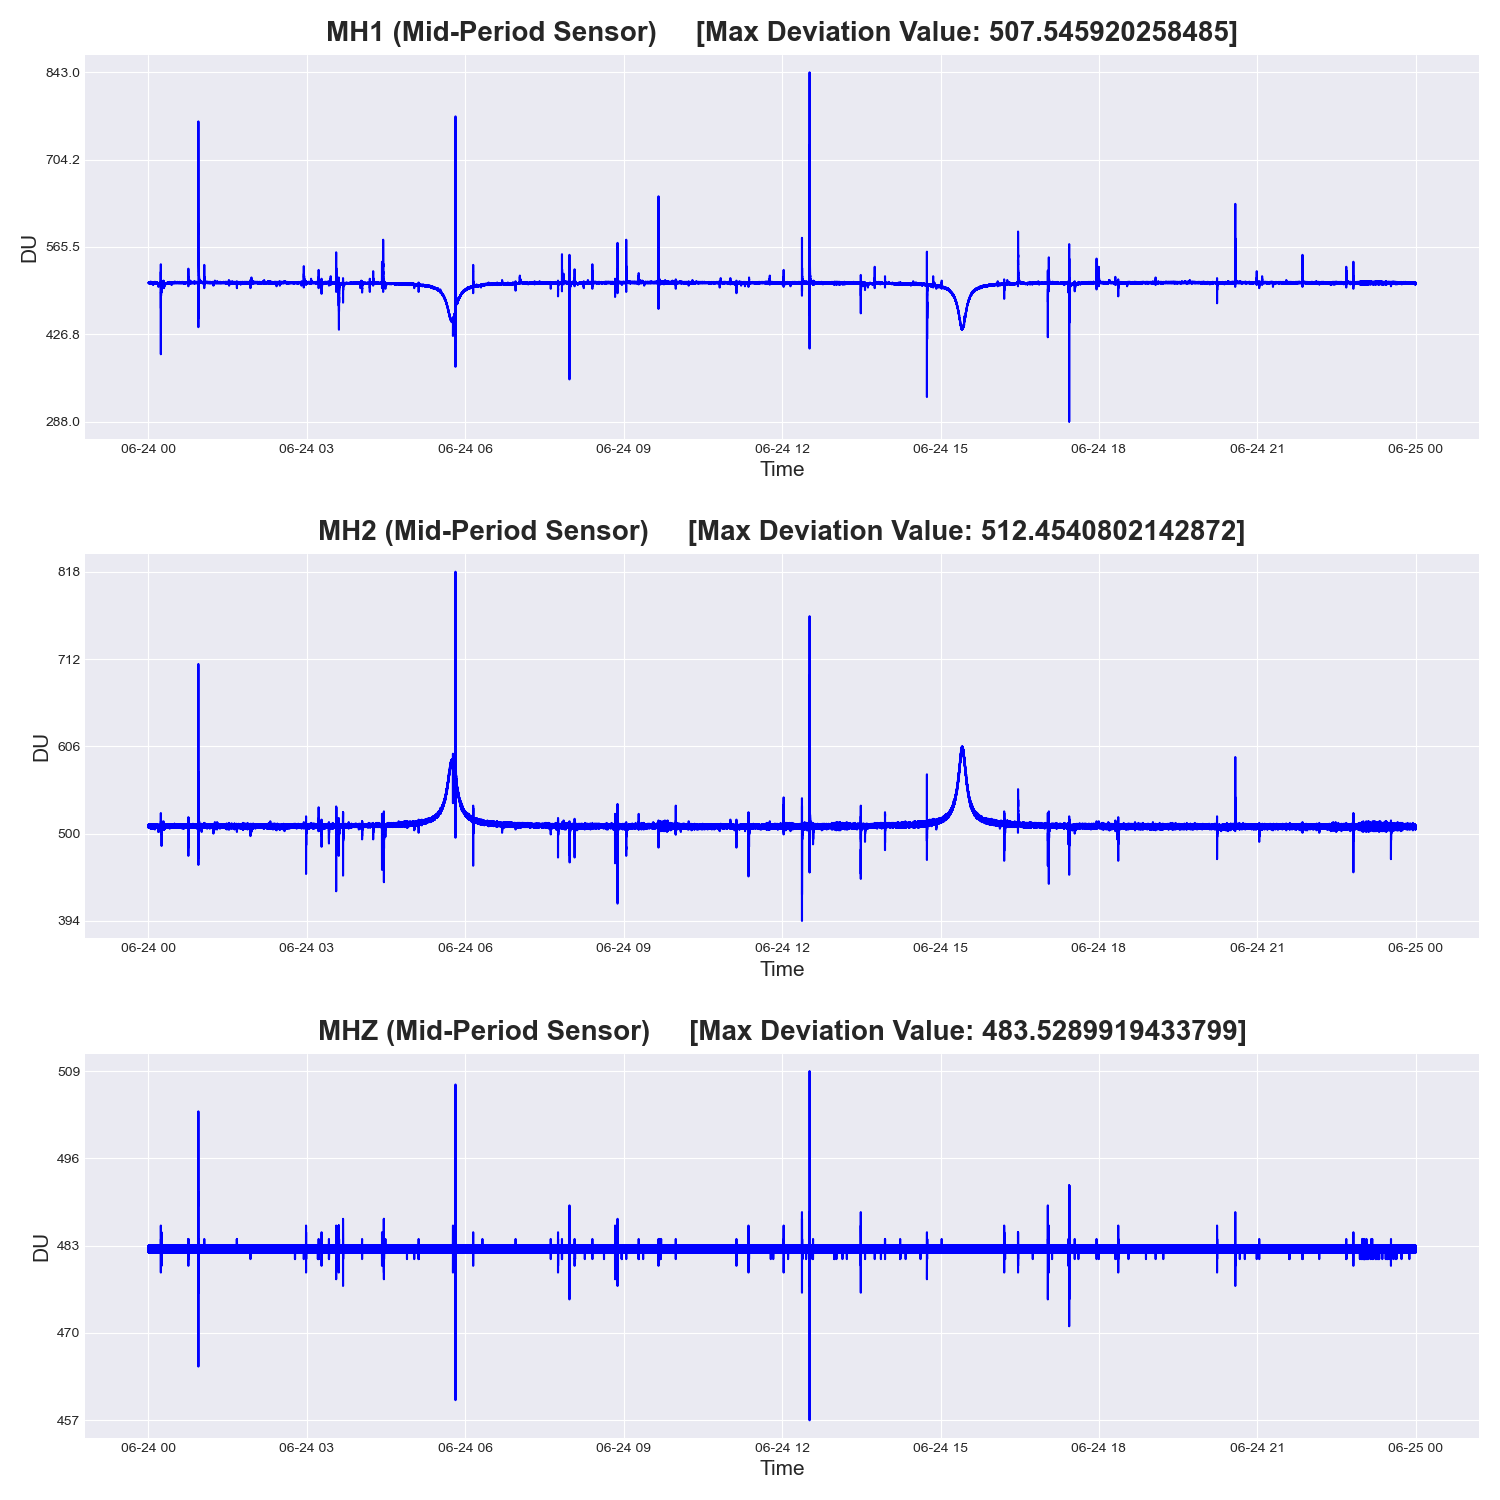 MH1 (Mid-Period Sensor) [Max Deviation Value: 507.545920258485]
843.0
704.2
565.5
426.8
288.0
DU
06-24 00 06-24 03 06-24 06 06-24 09 06-24 12 06-24 15 06-24 18 06-24 21 06-25 00
Time
MH2 (Mid-Period Sensor) [Max Deviation Value: 512.4540802142872]
818
712
606
500
394
DU
06-24 00 06-24 03 06-24 06 06-24 09 06-24 12 06-24 15 06-24 18 06-24 21 06-25 00
Time
MHZ (Mid-Period Sensor) [Max Deviation Value: 483.5289919433799]
509
496
483
470
457
DU
06-24 00 06-24 03 06-24 06 06-24 09 06-24 12 06-24 15 06-24 18 06-24 21 06-25 00
Time